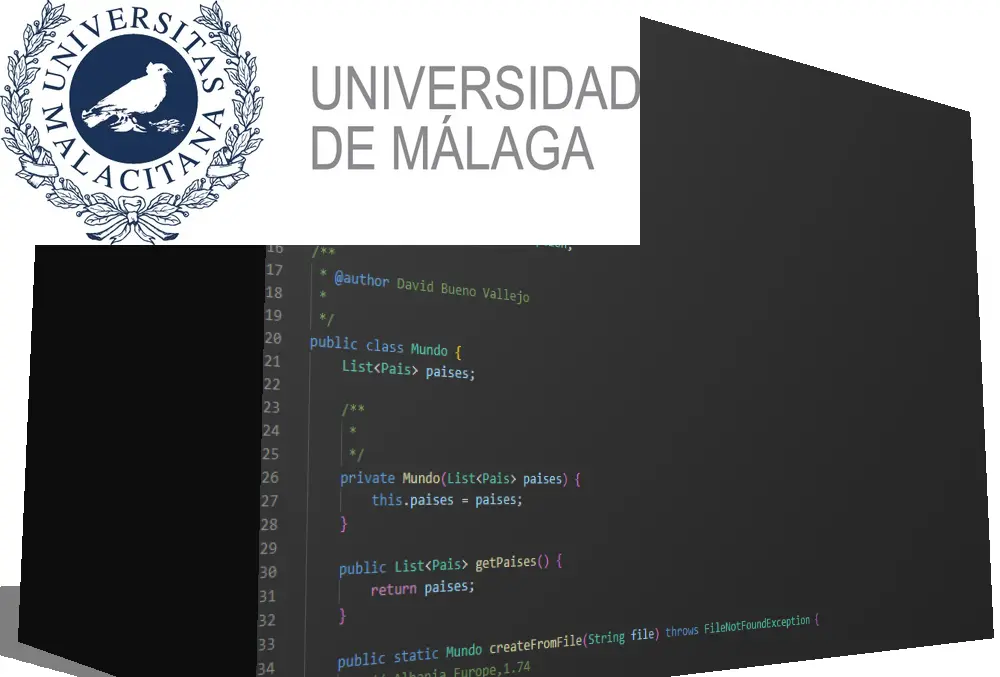 UNIVERSITAS MALACITANA
UNIVERSIDAD
DE MÁLAGA
16 /**
17 * @author David Bueno Vallejo
18 *
19 */
20 public class Mundo {
21 List<Pais> paises;
22
23 /**
24 *
25 */
26 private Mundo(List<Pais> paises) {
27 this.paises = paises;
28 }
29
30 public List<Pais> getPaises() {
31 return paises;
32 }
33
34 public static Mundo createFromFile(String file) throws FileNotFoundException {
Albania,Europe,1.74